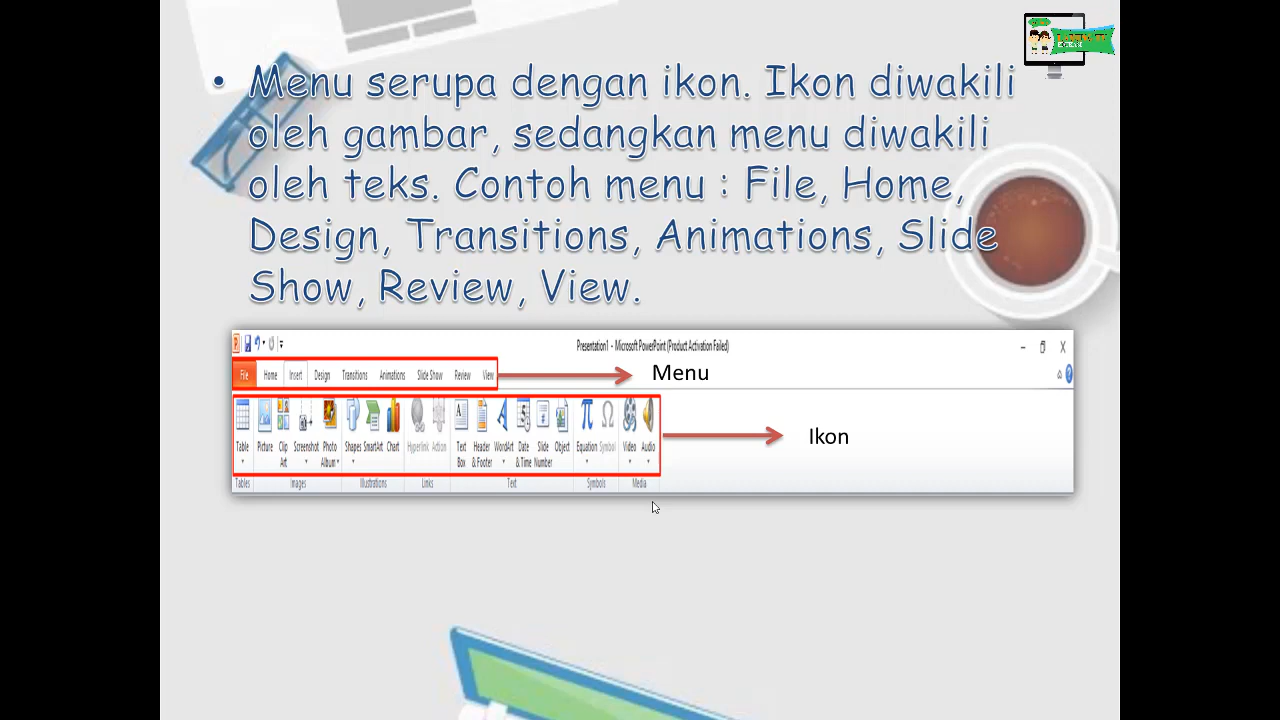 • Menu serupa dengan ikon. Ikon diwakili
oleh gambar, sedangkan menu diwakili
oleh teks. Contoh menu : File, Home,
Design, Transitions, Animations, Slide
Show, Review, View.
Presentation1 - Microsoft PowerPoint (Product Activation Failed)
File Home Insert Design Transitions Animations Slide Show Review View
Menu
Table Picture Clip Art Screenshot Photo Album Shapes SmartArt Chart Hyperlink Action Text Box Header & Footer WordArt Date & Time Slide Number Object Equation Symbol Video Audio
Ikon
Tables Images Illustrations Links Text Symbols Media